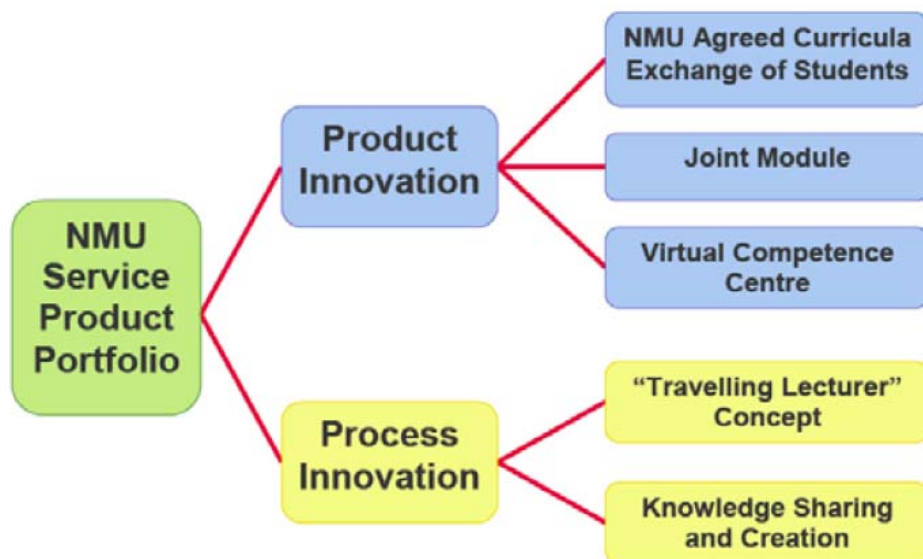 NMU
Service
Product
Portfolio
Product
Innovation
NMU Agreed Curricula
Exchange of Students
Joint Module
Virtual Competence
Centre
Process
Innovation
“Travelling Lecturer”
Concept
Knowledge Sharing
and Creation